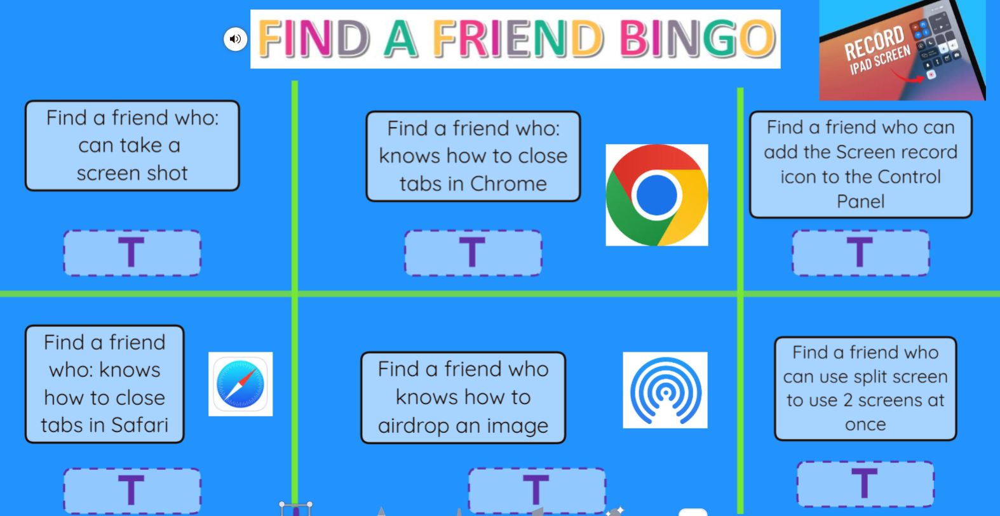 FIND A FRIEND BINGO
RECORD
IPAD SCREEN
Find a friend who:
can take a
screen shot
Find a friend who:
knows how to close
tabs in Chrome
Find a friend who can
add the Screen record
icon to the Control
Panel
T
T
T
Find a friend
who: knows
how to close
tabs in Safari
Find a friend who
knows how to
airdrop an image
Find a friend who
can use split screen
to use 2 screens at
once
T
T
T